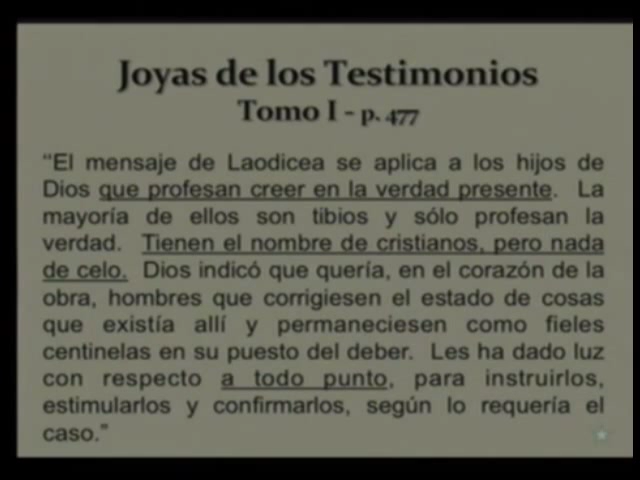 Joyas de los Testimonios
Tomo I - p. 477
“El mensaje de Laodicea se aplica a los hijos de
Dios que profesan creer en la verdad presente. La
mayoría de ellos son tibios y sólo profesan la
verdad. Tienen el nombre de cristianos, pero nada
de celo. Dios indicó que quería, en el corazón de la
obra, hombres que corrigiesen el estado de cosas
que existía allí y permaneciesen como fieles
centinelas en su puesto del deber. Les ha dado luz
con respecto a todo punto, para instruirlos,
estimularlos y confirmarlos, según lo requería el
caso.”